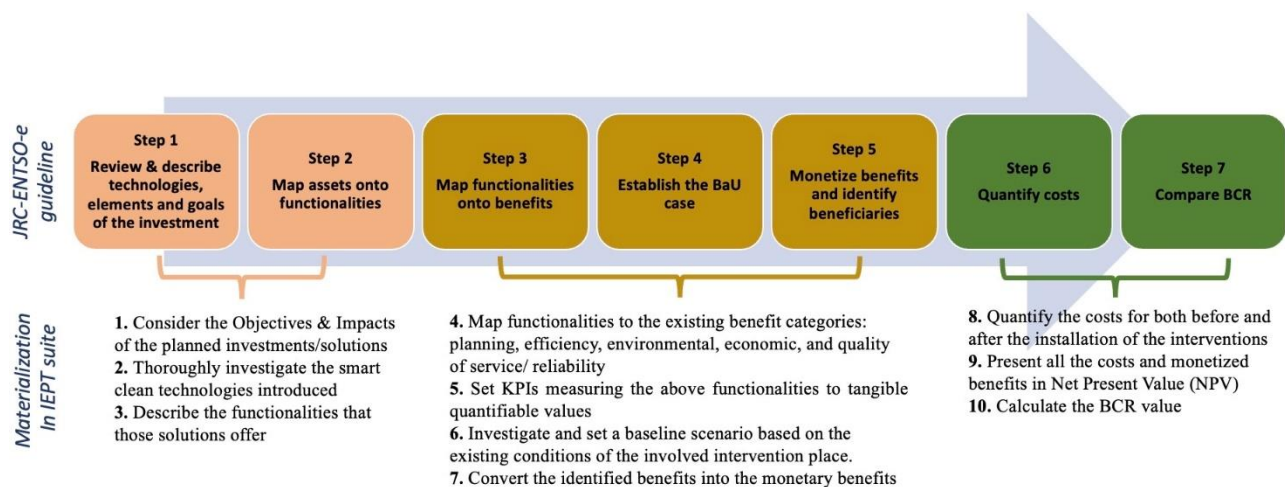 JRC-ENTSO-e
guideline
Step 1
Review & describe
technologies,
elements and goals
of the investment
Step 2
Map assets onto
functionalities
Step 3
Map functionalities
onto benefits
Step 4
Establish the BaU
case
Step 5
Monetize benefits
and identify
beneficiaries
Step 6
Quantify costs
Step 7
Compare BCR
Materialization
In IEPT suite
1. Consider the Objectives & Impacts
of the planned investments/solutions
2. Thoroughly investigate the smart
clean technologies introduced
3. Describe the functionalities that
those solutions offer
4. Map functionalities to the existing benefit categories:
planning, efficiency, environmental, economic, and quality
of service/ reliability
5. Set KPIs measuring the above functionalities to tangible
quantifiable values
6. Investigate and set a baseline scenario based on the
existing conditions of the involved intervention place.
7. Convert the identified benefits into the monetary benefits
8. Quantify the costs for both before and
after the installation of the interventions
9. Present all the costs and monetized
benefits in Net Present Value (NPV)
10. Calculate the BCR value